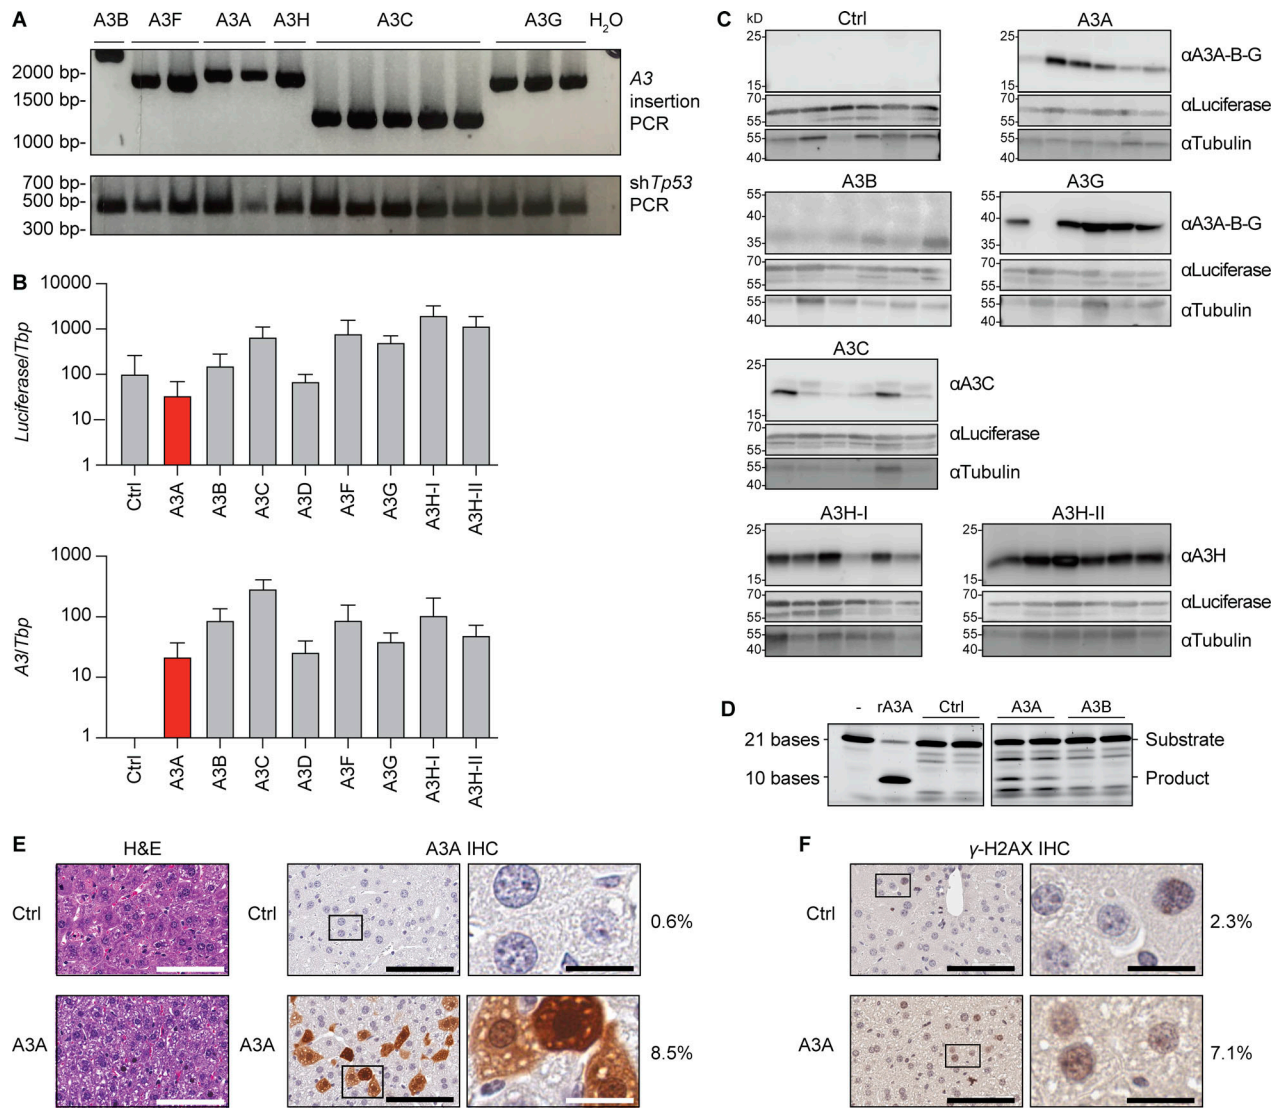 A
A3B A3F A3A A3H A3C A3G H2O
2000 bp-
1500 bp-
1000 bp-
A3
insertion
PCR
700 bp-
500 bp-
300 bp-
shTp53
PCR
B
10000
1000
100
10
1
Luciferase/Tbp
Ctrl A3A A3B A3C A3D A3F A3G A3H-I A3H-II
1000
100
10
1
A3/Tbp
Ctrl A3A A3B A3C A3D A3F A3G A3H-I A3H-II
C
kD
Ctrl
25-
15-
70-
55-
55-
40-
A3A
25-
15-
70-
55-
55-
40-
αA3A-B-G
αLuciferase
αTubulin
A3B
55-
40-
35-
70-
55-
55-
40-
A3G
55-
40-
35-
70-
55-
55-
40-
αA3A-B-G
αLuciferase
αTubulin
A3C
25-
15-
70-
55-
55-
40-
αA3C
αLuciferase
αTubulin
A3H-I
25-
15-
70-
55-
55-
40-
A3H-II
25-
15-
70-
55-
55-
40-
αA3H
αLuciferase
αTubulin
D
- rA3A Ctrl A3A A3B
21 bases
10 bases
Substrate
Product
E
H&E
A3A IHC
Ctrl
Ctrl
0.6%
A3A
A3A
8.5%
F
γ-H2AX IHC
Ctrl
2.3%
A3A
7.1%